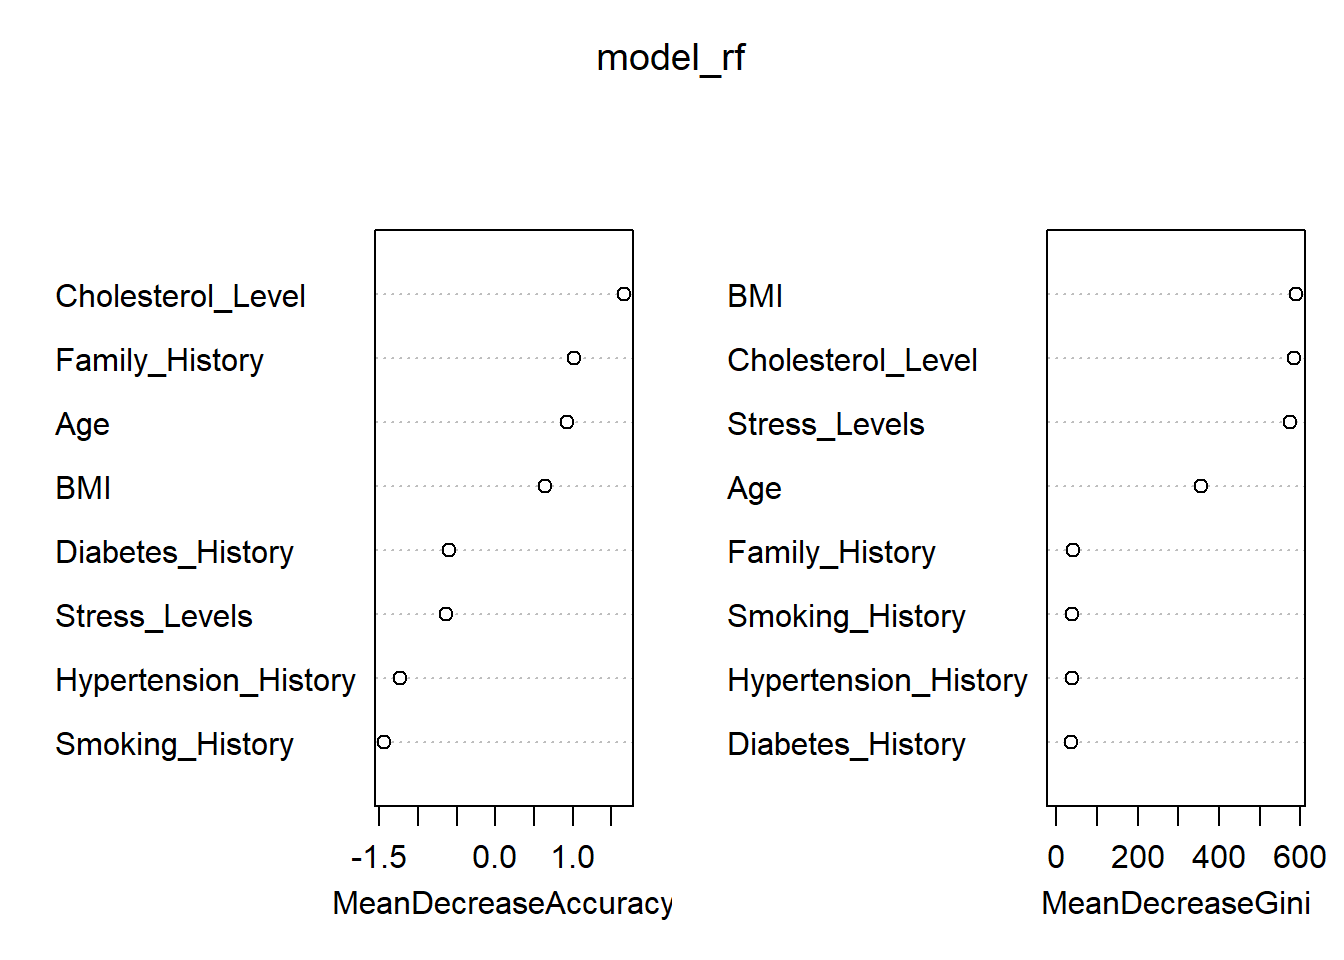 model_rf
Cholesterol_Level
Family_History
Age
BMI
Diabetes_History
Stress_Levels
Hypertension_History
Smoking_History
-1.5 0.0 1.0
MeanDecreaseAccuracy
BMI
Cholesterol_Level
Stress_Levels
Age
Family_History
Smoking_History
Hypertension_History
Diabetes_History
0 200 400 600
MeanDecreaseGini